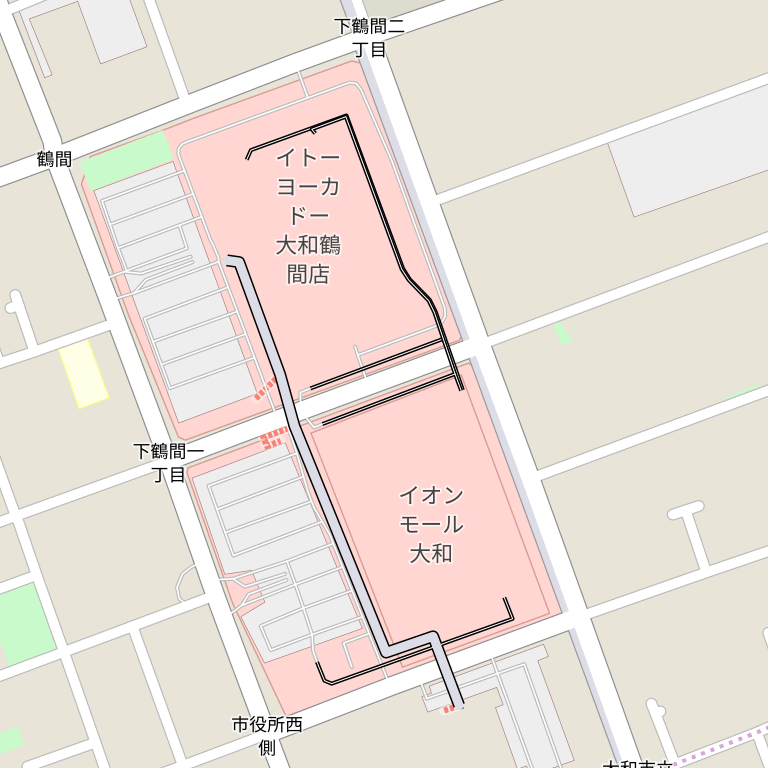 下鶴間二
丁目
鶴間
イトー
ヨーカ
ドー
大和鶴
間店
下鶴間一
丁目
イオン
モール
大和
市役所西
側